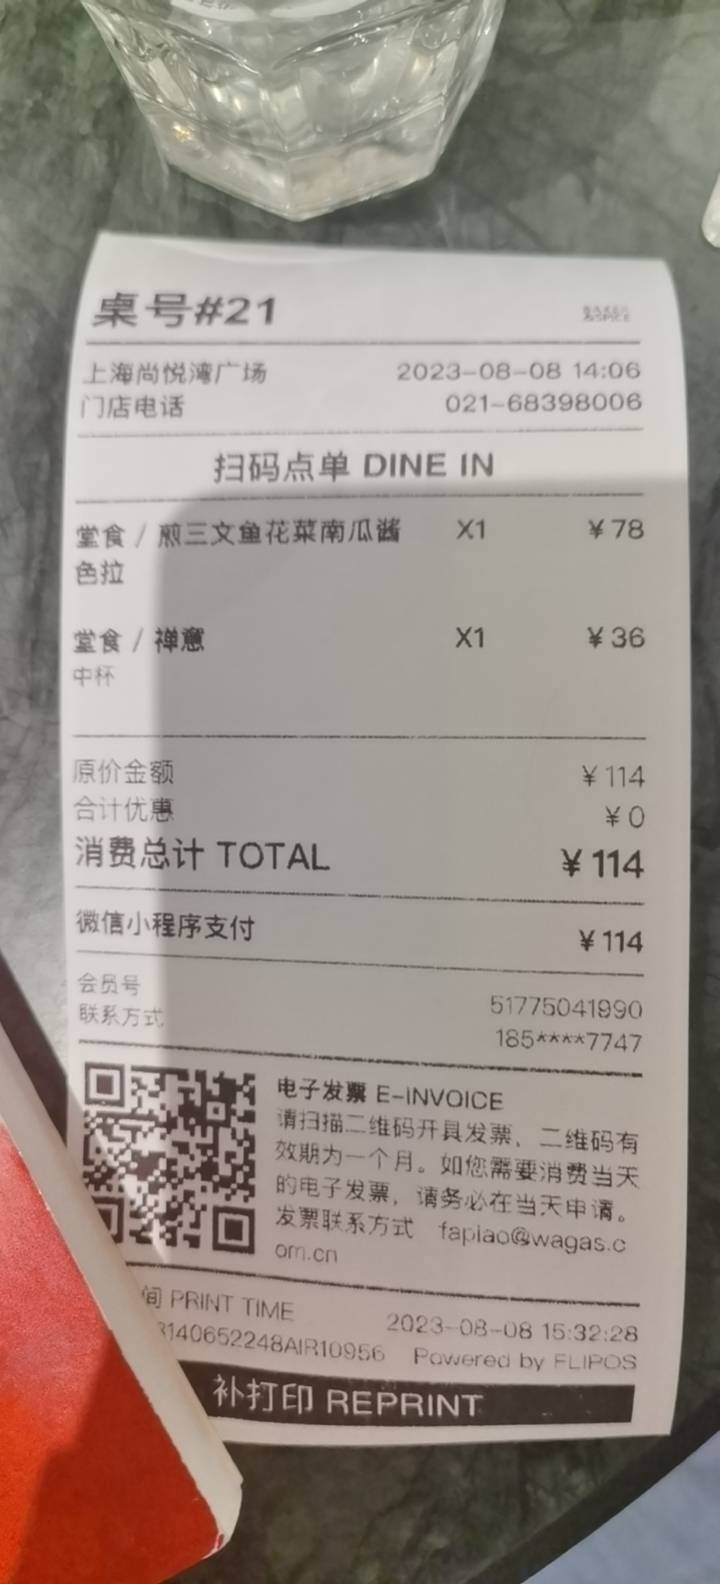 桌号#21
BAKER
&SPICE
上海尚悦湾广场 2023-08-08 14:06
门店电话 021-68398006
扫码点单 DINE IN
堂食 / 煎三文鱼花菜南瓜酱 X1 ¥78
色拉
堂食 / 禅意 X1 ¥36
中杯
原价金额 ¥114
合计优惠 ¥0
消费总计 TOTAL ¥114
微信小程序支付 ¥114
会员号 51775041990
联系方式 185****7747
电子发票 E-INVOICE
请扫描二维码开具发票，二维码有
效期为一个月。如您需要消费当天
的电子发票，请务必在当天申请。
发票联系方式 fapiao@wagas.c
om.cn
间 PRINT TIME 2023-08-08 15:32:28
8140652248AIR10956 Powered by FLIPOS
补打印 REPRINT